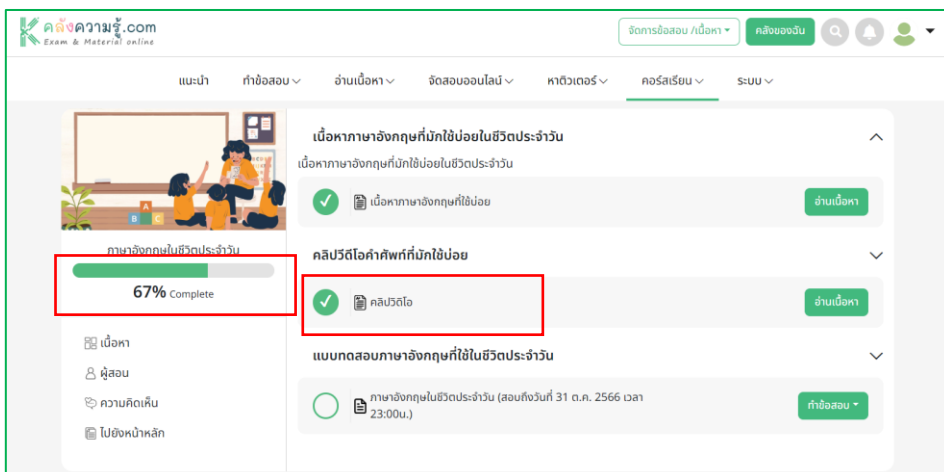 คลังความรู้.com
Exam & Material online
จัดการข้อสอบ /เนื้อหา
คลังของฉัน
แนะนำ ทำข้อสอบ อ่านเนื้อหา จัดสอบออนไลน์ หาติวเตอร์ คอร์สเรียน ระบบ
A
B C
ภาษาอังกฤษในชีวิตประจำวัน
67% Complete
เนื้อหา
ผู้สอน
ความคิดเห็น
ไปยังหน้าหลัก
เนื้อหาภาษาอังกฤษที่มักใช้บ่อยในชีวิตประจำวัน
เนื้อหาภาษาอังกฤษที่มักใช้บ่อยในชีวิตประจำวัน
เนื้อหาภาษาอังกฤษที่ใช้บ่อย อ่านเนื้อหา
คลิปวีดีโอคำศัพท์ที่มักใช้บ่อย
คลิปวิดีโอ อ่านเนื้อหา
แบบทดสอบภาษาอังกฤษที่ใช้ในชีวิตประจำวัน
ภาษาอังกฤษในชีวิตประจำวัน (สอบถึงวันที่ 31 ต.ค. 2566 เวลา
23:00น.)
ทำข้อสอบ